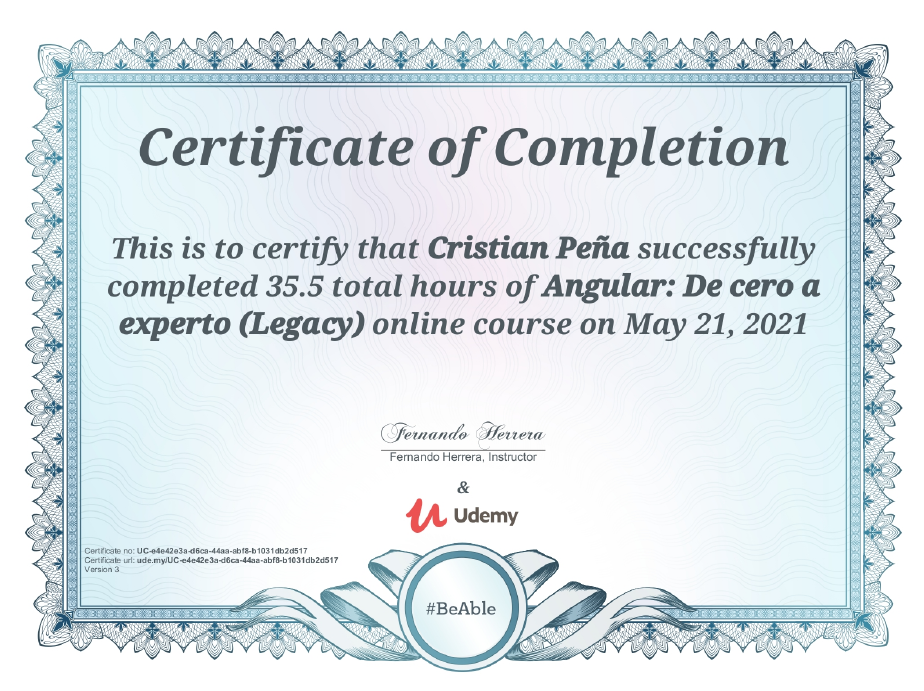 Certificate of Completion
This is to certify that Cristian Peña successfully
completed 35.5 total hours of Angular: De cero a
experto (Legacy) online course on May 21, 2021
Fernando Herrera
Fernando Herrera, Instructor
&
Udemy
Certificate no: UC-e4e42e3a-d6ca-44aa-abf8-b1031db2d517
Certificate url: ude.my/UC-e4e42e3a-d6ca-44aa-abf8-b1031db2d517
Version 3
#BeAble